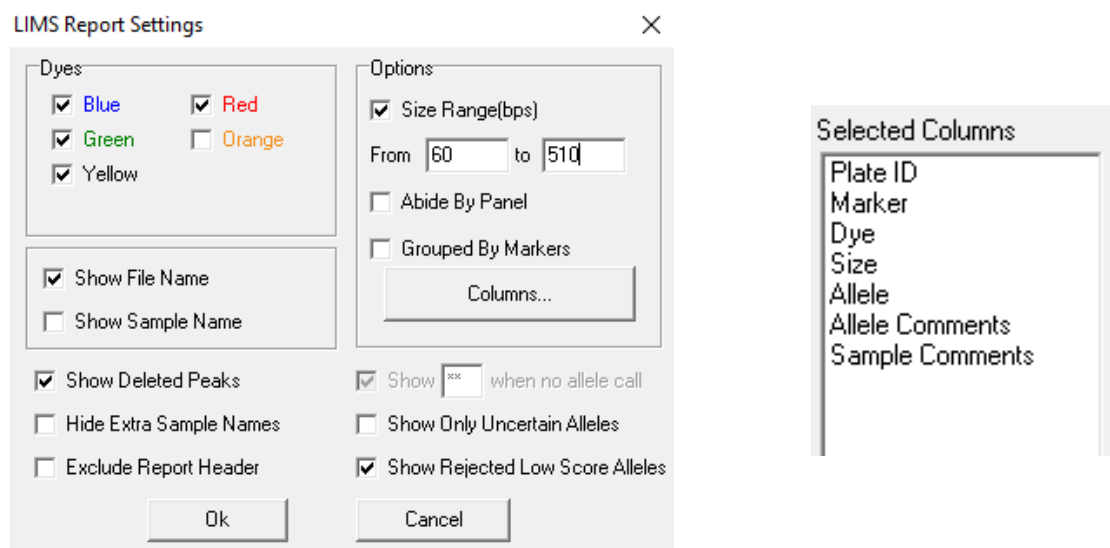 LIMS Report Settings
Dyes
Blue
Red
Green
Orange
Yellow
Show File Name
Show Sample Name
Options
Size Range(bps)
From 60 to 510
Abide By Panel
Grouped By Markers
Columns...
Show Deleted Peaks
Hide Extra Sample Names
Exclude Report Header
Show ** when no allele call
Show Only Uncertain Alleles
Show Rejected Low Score Alleles
Ok
Cancel
Selected Columns
Plate ID
Marker
Dye
Size
Allele
Allele Comments
Sample Comments